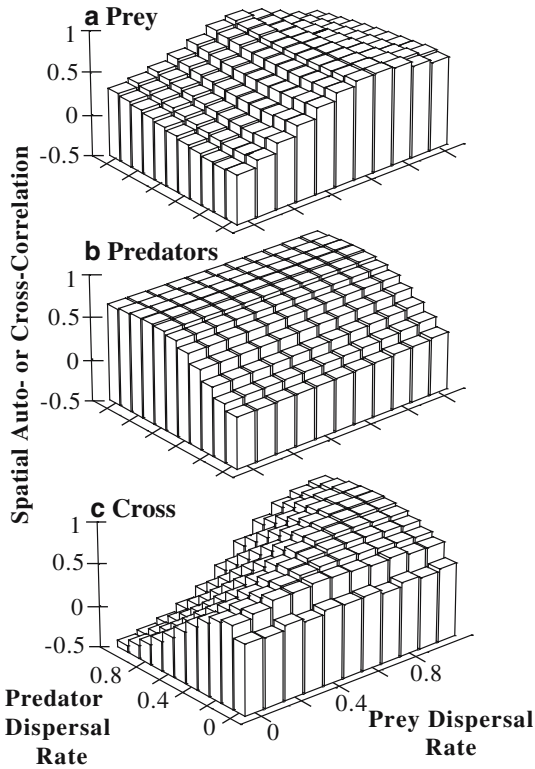 a Prey
1
0.5
0
-0.5
b Predators
1
0.5
0
-0.5
c Cross
1
0.5
0
-0.5
Spatial Auto- or Cross-Correlation
0.8
0.4
0
Predator
Dispersal
Rate
0
0.4
0.8
Prey Dispersal
Rate